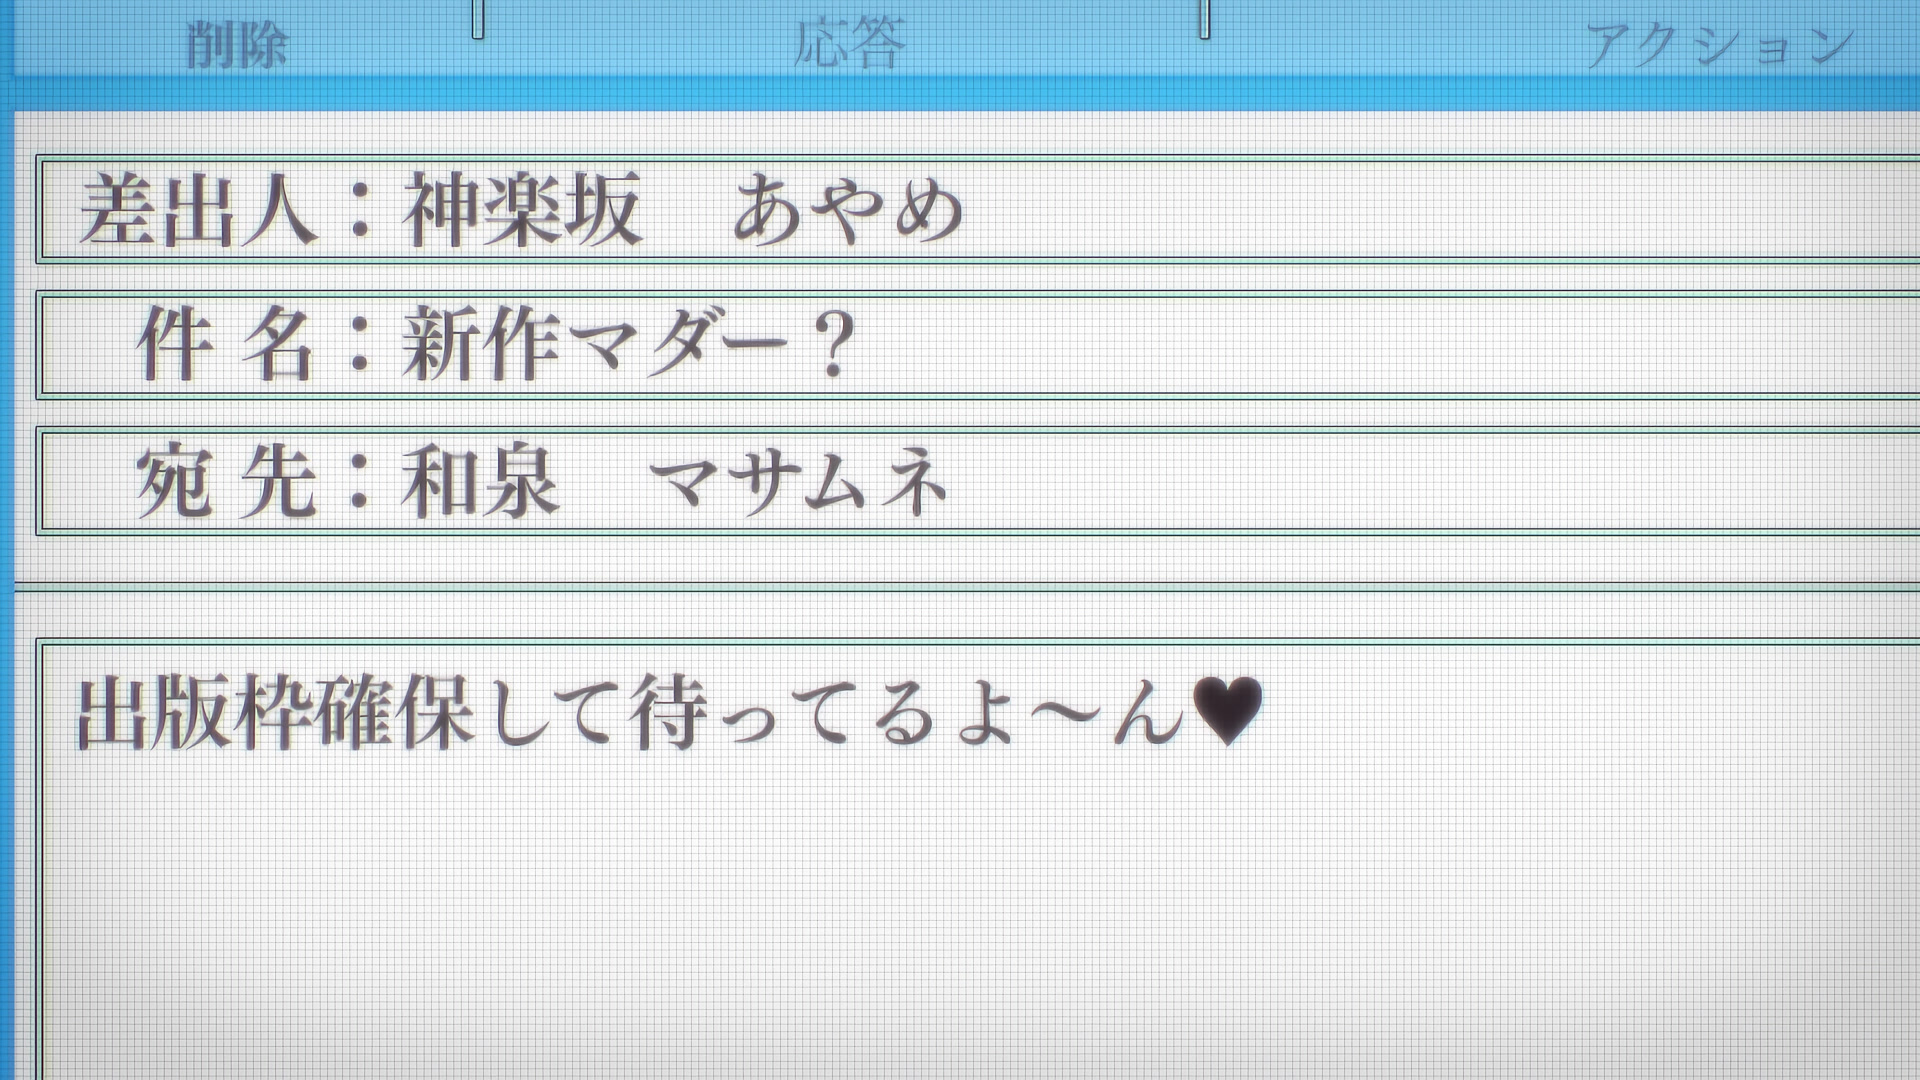 削除 応答 アクション
差出人：神楽坂　あやめ
件 名：新作マダー？
宛 先：和泉　マサムネ
出版枠確保して待ってるよ～ん♥